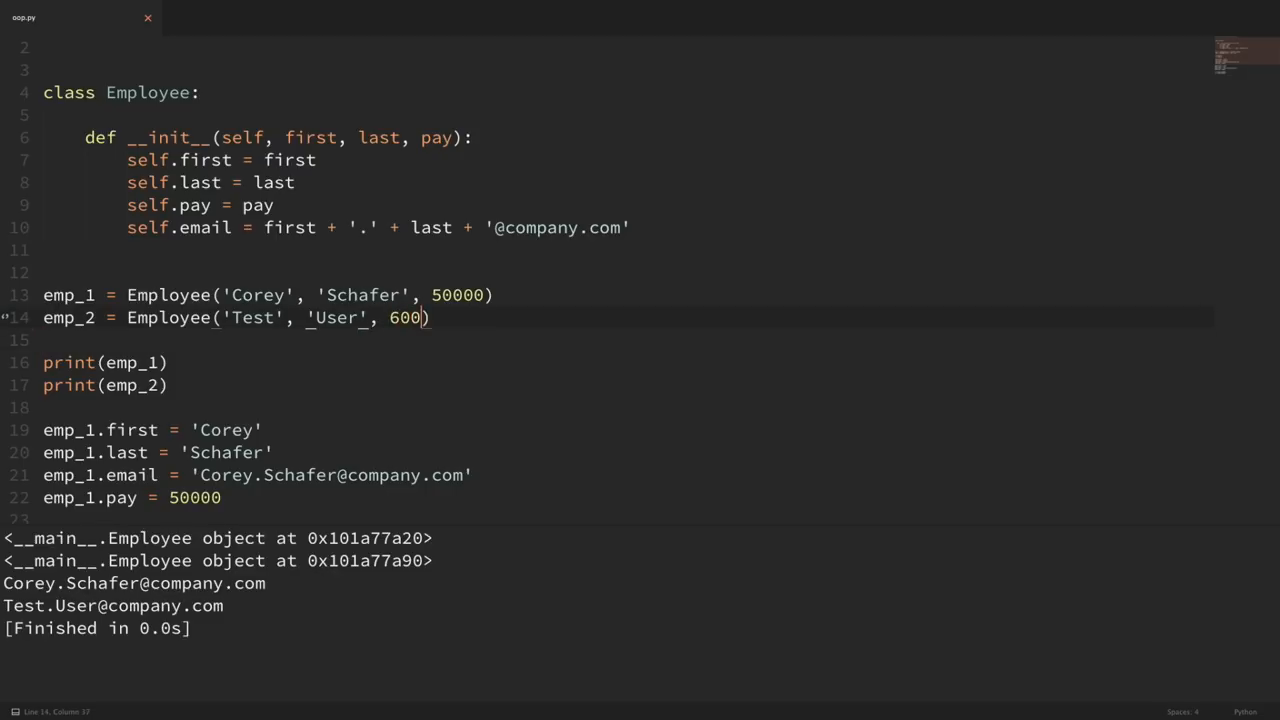 oop.py
2
3
4 class Employee:
5
6     def __init__(self, first, last, pay):
7         self.first = first
8         self.last = last
9         self.pay = pay
10         self.email = first + '.' + last + '@company.com'
11
12
13 emp_1 = Employee('Corey', 'Schafer', 50000)
14 emp_2 = Employee('Test', 'User', 600)
15
16 print(emp_1)
17 print(emp_2)
18
19 emp_1.first = 'Corey'
20 emp_1.last = 'Schafer'
21 emp_1.email = 'Corey.Schafer@company.com'
22 emp_1.pay = 50000
23
<__main__.Employee object at 0x101a77a20>
<__main__.Employee object at 0x101a77a90>
Corey.Schafer@company.com
Test.User@company.com
[Finished in 0.0s]
Line 14, Column 37 Spaces: 4 Python